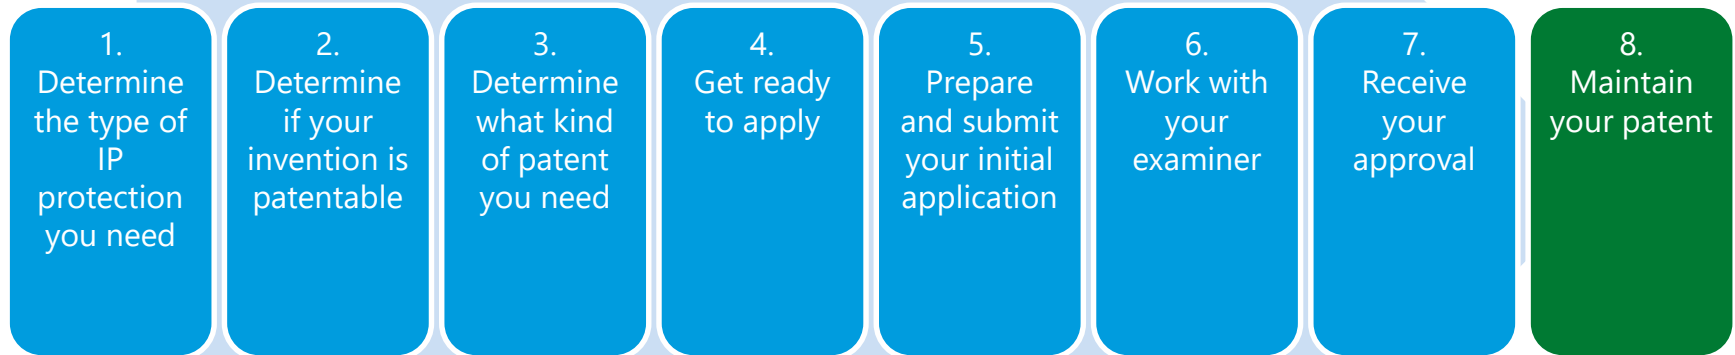 1.
Determine
the type of
IP
protection
you need
2.
Determine
if your
invention is
patentable
3.
Determine
what kind
of patent
you need
4.
Get ready
to apply
5.
Prepare
and submit
your initial
application
6.
Work with
your
examiner
7.
Receive
your
approval
8.
Maintain
your patent